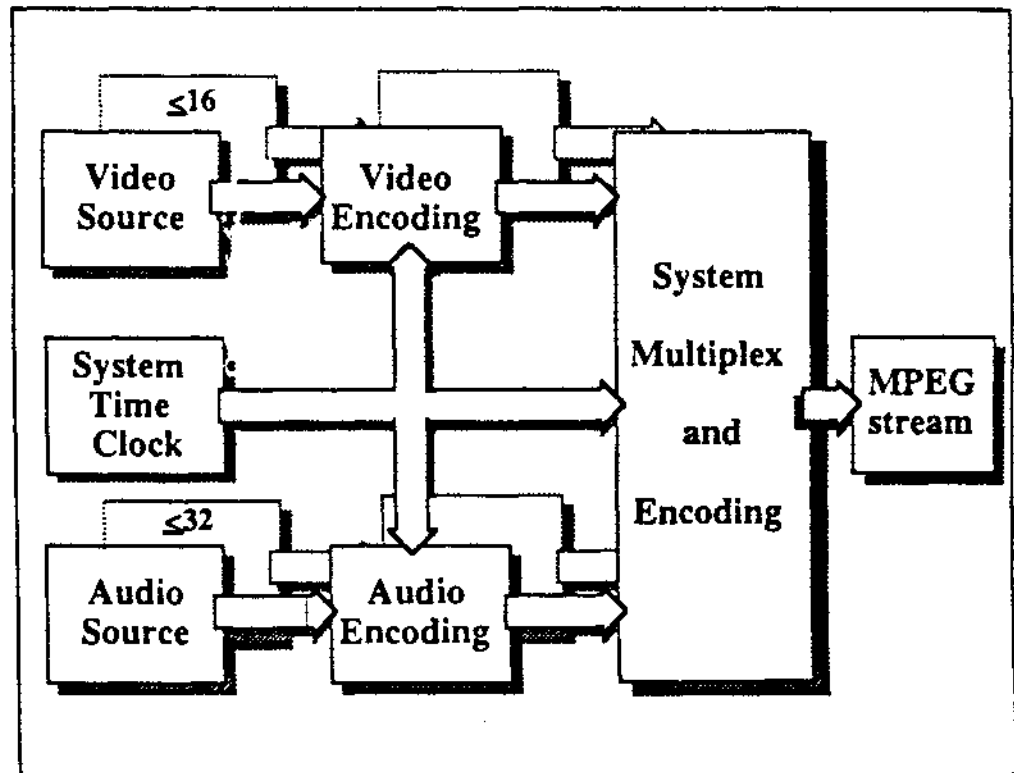 ≤16
Video
Source
Video
Encoding
System
Time
Clock
System
Multiplex
and
Encoding
MPEG
stream
≤32
Audio
Source
Audio
Encoding